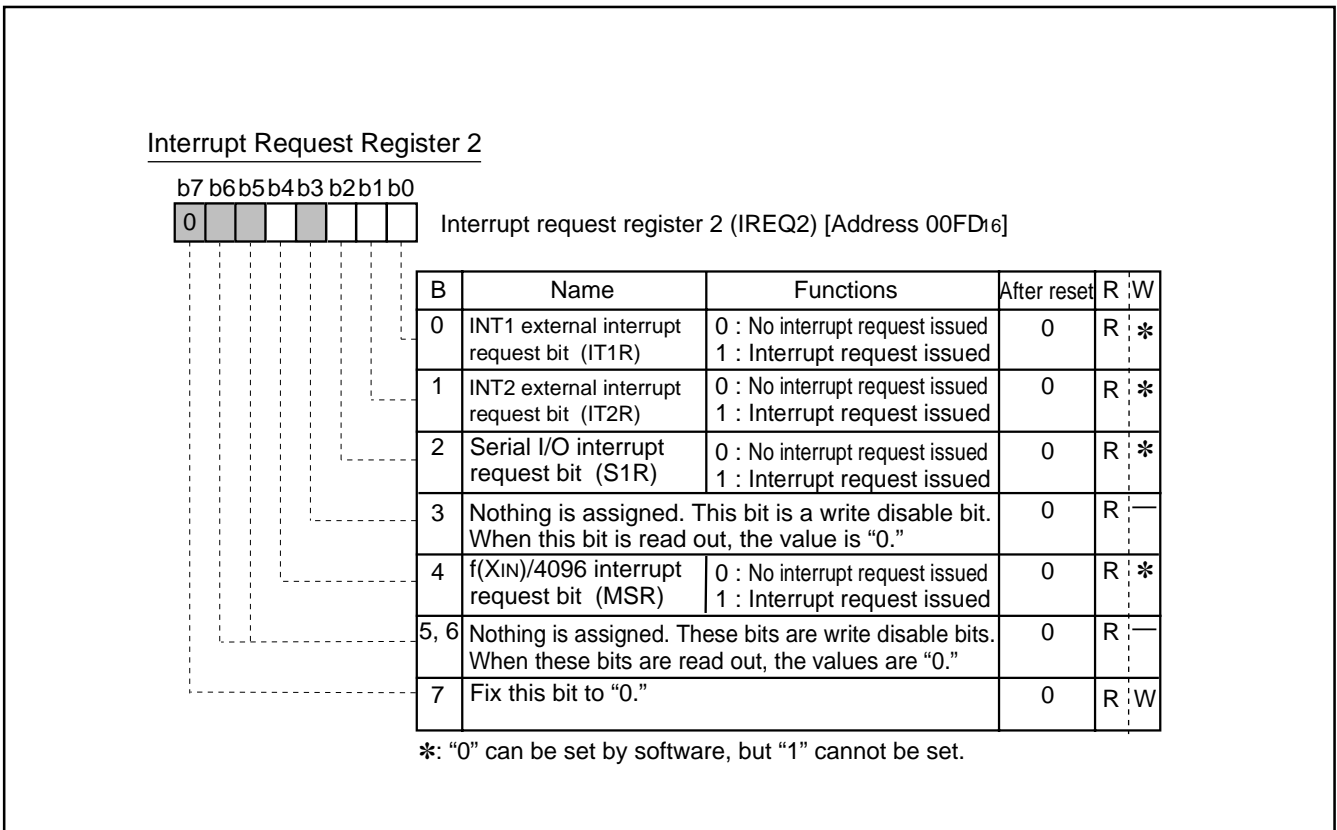 Interrupt Request Register 2
b7 b6 b5 b4 b3 b2 b1 b0
0
Interrupt request register 2 (IREQ2) [Address 00FD16]
B Name Functions After reset R W
0 INT1 external interrupt request bit (IT1R) 0 : No interrupt request issued 1 : Interrupt request issued 0 R ✻
1 INT2 external interrupt request bit (IT2R) 0 : No interrupt request issued 1 : Interrupt request issued 0 R ✻
2 Serial I/O interrupt request bit (S1R) 0 : No interrupt request issued 1 : Interrupt request issued 0 R ✻
3 Nothing is assigned. This bit is a write disable bit. When this bit is read out, the value is “0.” 0 R —
4 f(XIN)/4096 interrupt request bit (MSR) 0 : No interrupt request issued 1 : Interrupt request issued 0 R ✻
5, 6 Nothing is assigned. These bits are write disable bits. When these bits are read out, the values are “0.” 0 R —
7 Fix this bit to “0.” 0 R W
✻: “0” can be set by software, but “1” cannot be set.